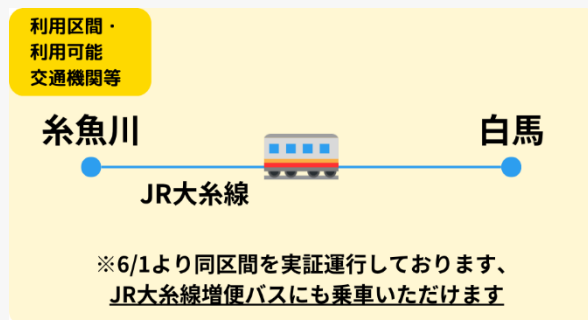 利用区間・
利用可能
交通機関等
糸魚川
白馬
JR大糸線
※6/1より同区間を実証運行しております、
JR大糸線増便バスにも乗車いただけます